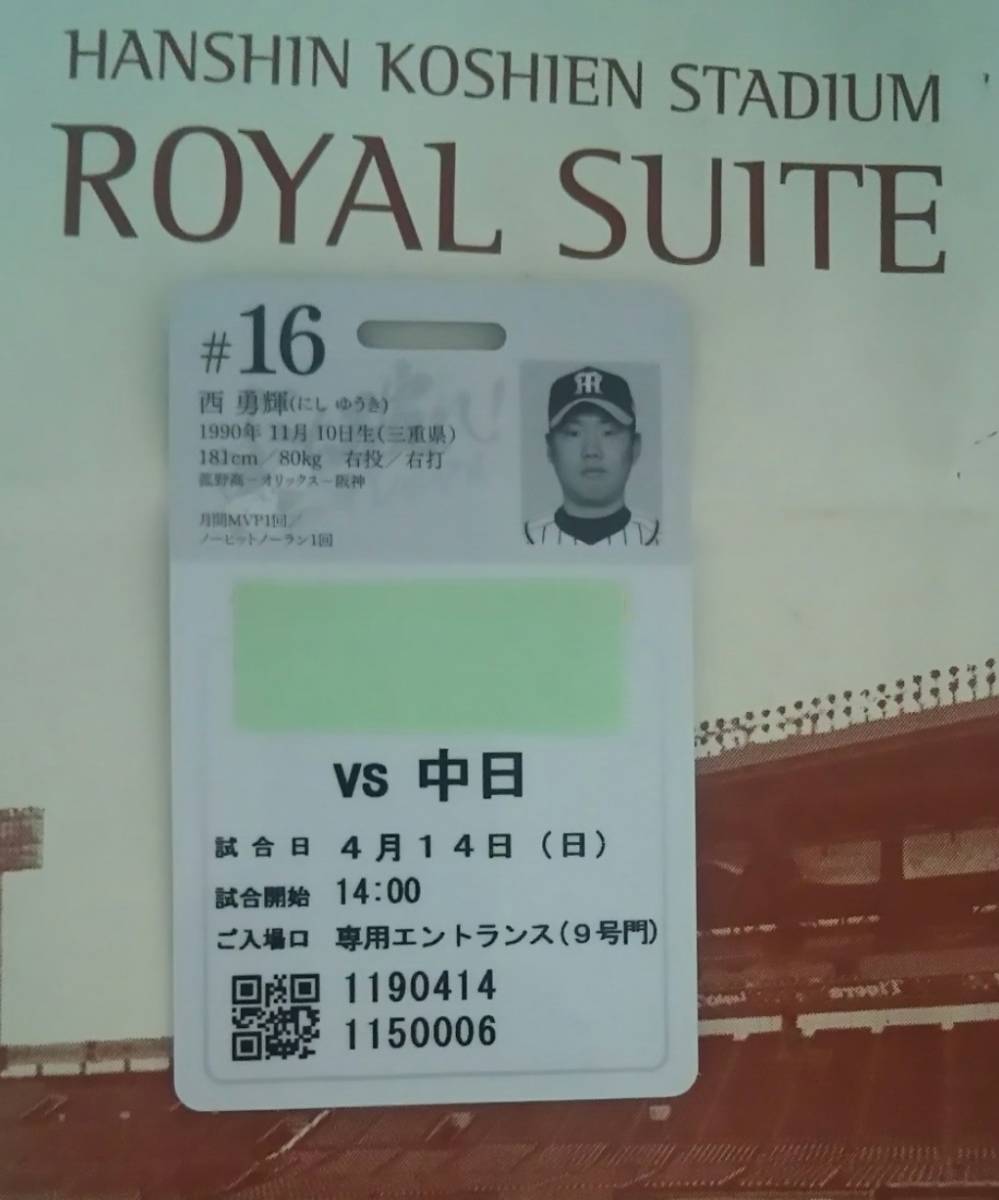 HANSHIN KOSHIEN STADIUM
ROYAL SUITE
#16
西 勇輝(にし ゆうき)
1990年 11月 10日生(三重県)
181cm/80kg 右投/右打
菰野高-オリックス-阪神
月間MVP1回/
ノーヒットノーラン1回
vs 中日
試合日 4月14日(日)
試合開始 14:00
ご入場口 専用エントランス(9号門)
1190414
1150006
Tigers